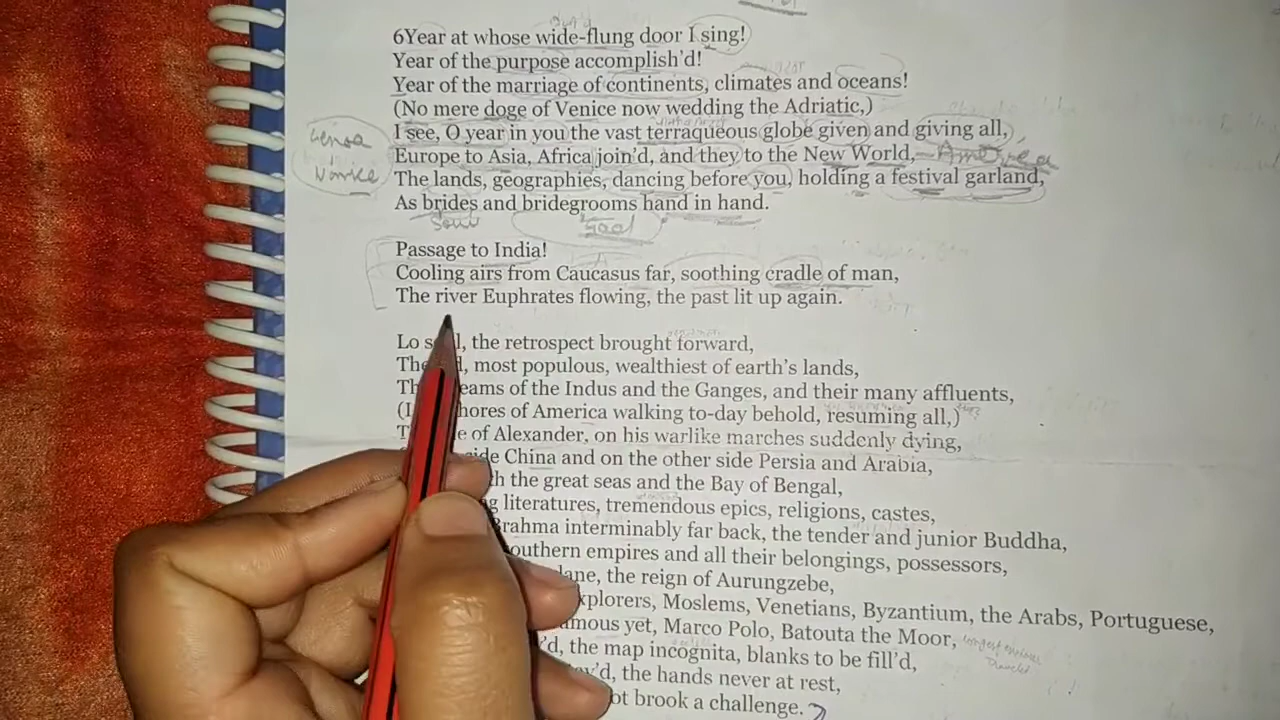 6Year at whose wide-flung door I sing!
Year of the purpose accomplish'd!
Year of the marriage of continents, climates and oceans!
(No mere doge of Venice now wedding the Adriatic,)
I see, O year in you the vast terraqueous globe given and giving all,
Genoa
Europe to Asia, Africa join'd, and they to the New World, America
Venice
The lands, geographies, dancing before you, holding a festival garland,
As brides and bridegrooms hand in hand.
Soul
Goal
Passage to India!
Cooling airs from Caucasus far, soothing cradle of man,
The river Euphrates flowing, the past lit up again.
Lo, the retrospect brought forward,
most populous, wealthiest of earth's lands,
of the Indus and the Ganges, and their many affluents,
of America walking to-day behold, resuming all,)
of Alexander, on his warlike marches suddenly dying,
China and on the other side Persia and Arabia,
the great seas and the Bay of Bengal,
literatures, tremendous epics, religions, castes,
Brahma interminably far back, the tender and junior Buddha,
empires and all their belongings, possessors,
the reign of Aurungzebe,
Moslems, Venetians, Byzantium, the Arabs, Portuguese,
yet, Marco Polo, Batouta the Moor,
the map incognita, blanks to be fill'd,
the hands never at rest,
brook a challenge.